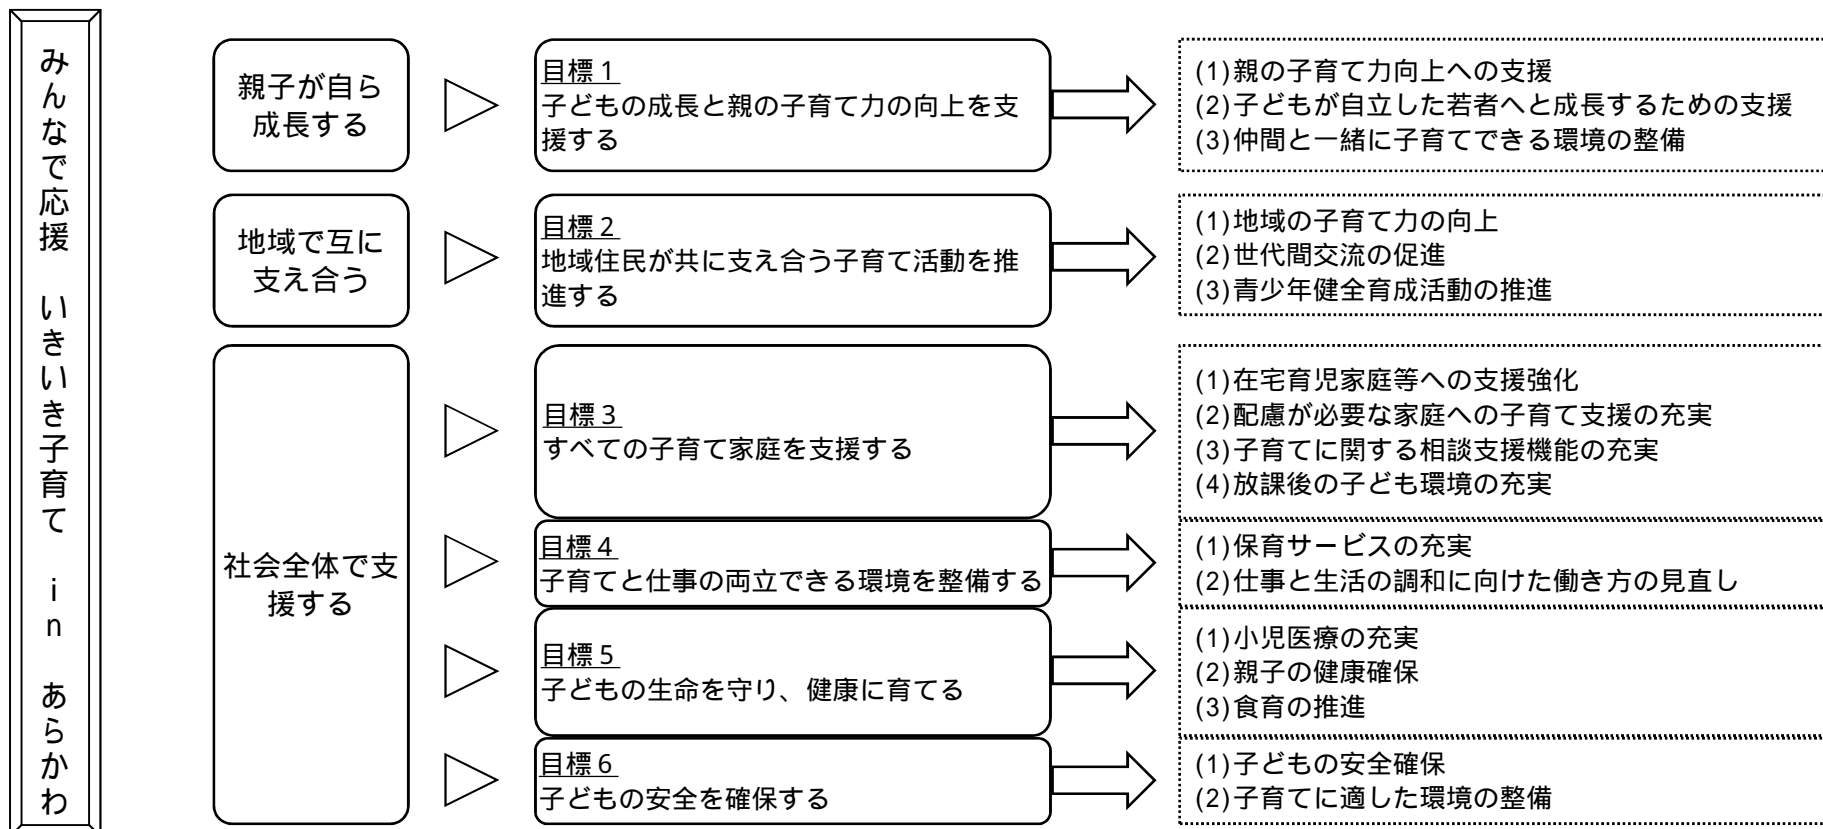 みんなで応援　いきいき子育て　in　あらかわ
親子が自ら
成長する
目標1
子どもの成長と親の子育て力の向上を支
援する
(1)親の子育て力向上への支援
(2)子どもが自立した若者へと成長するための支援
(3)仲間と一緒に子育てできる環境の整備
地域で互に
支え合う
目標2
地域住民が共に支え合う子育て活動を推
進する
(1)地域の子育て力の向上
(2)世代間交流の促進
(3)青少年健全育成活動の推進
社会全体で支
援する
目標3
すべての子育て家庭を支援する
(1)在宅育児家庭等への支援強化
(2)配慮が必要な家庭への子育て支援の充実
(3)子育てに関する相談支援機能の充実
(4)放課後の子ども環境の充実
目標4
子育てと仕事の両立できる環境を整備する
(1)保育サービスの充実
(2)仕事と生活の調和に向けた働き方の見直し
目標5
子どもの生命を守り、健康に育てる
(1)小児医療の充実
(2)親子の健康確保
(3)食育の推進
目標6
子どもの安全を確保する
(1)子どもの安全確保
(2)子育てに適した環境の整備